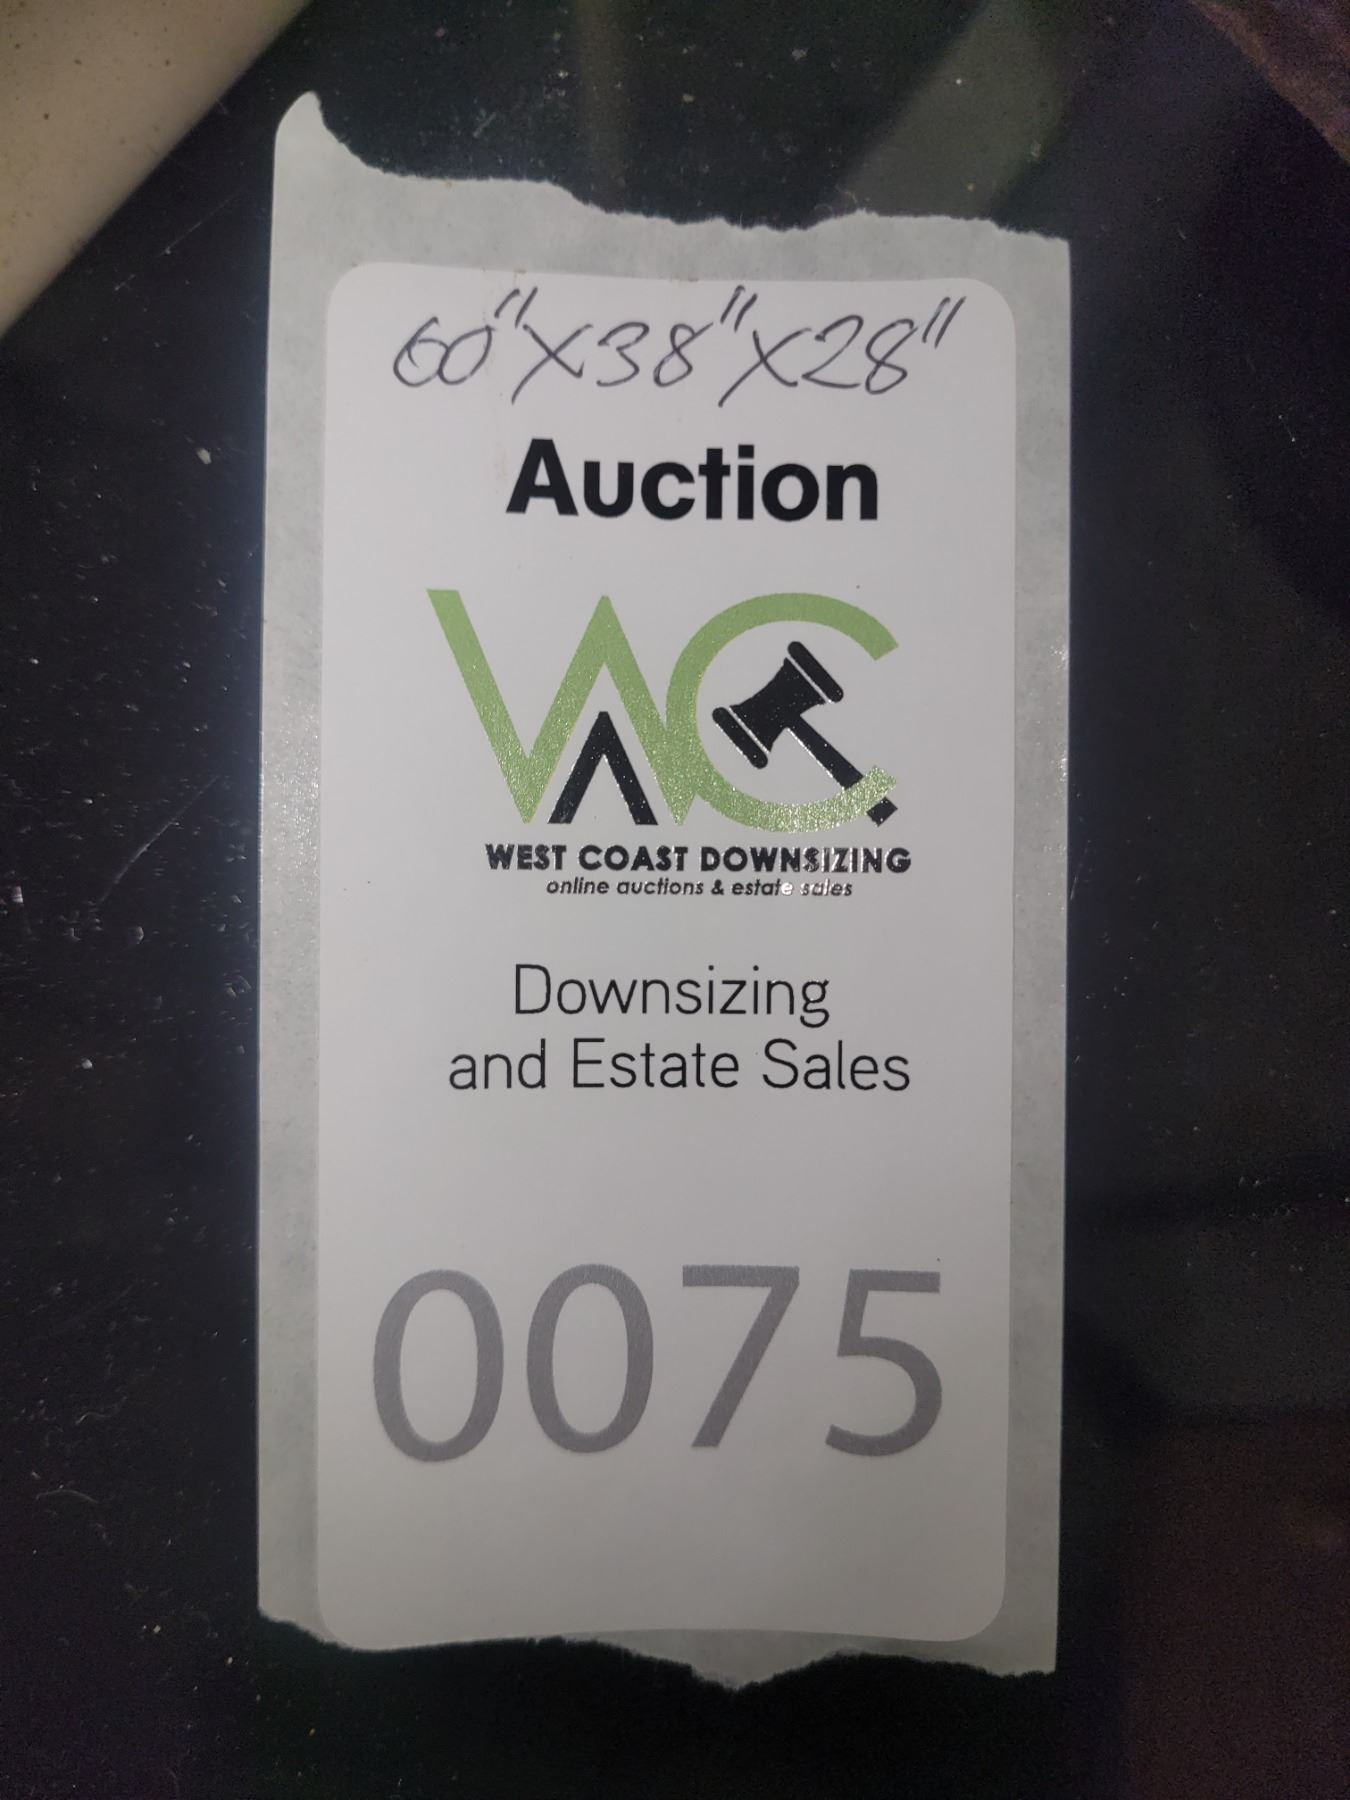 60"X38"X28"
Auction
WC
WEST COAST DOWNSIZING
online auctions & estate sales
Downsizing
and Estate Sales
0075